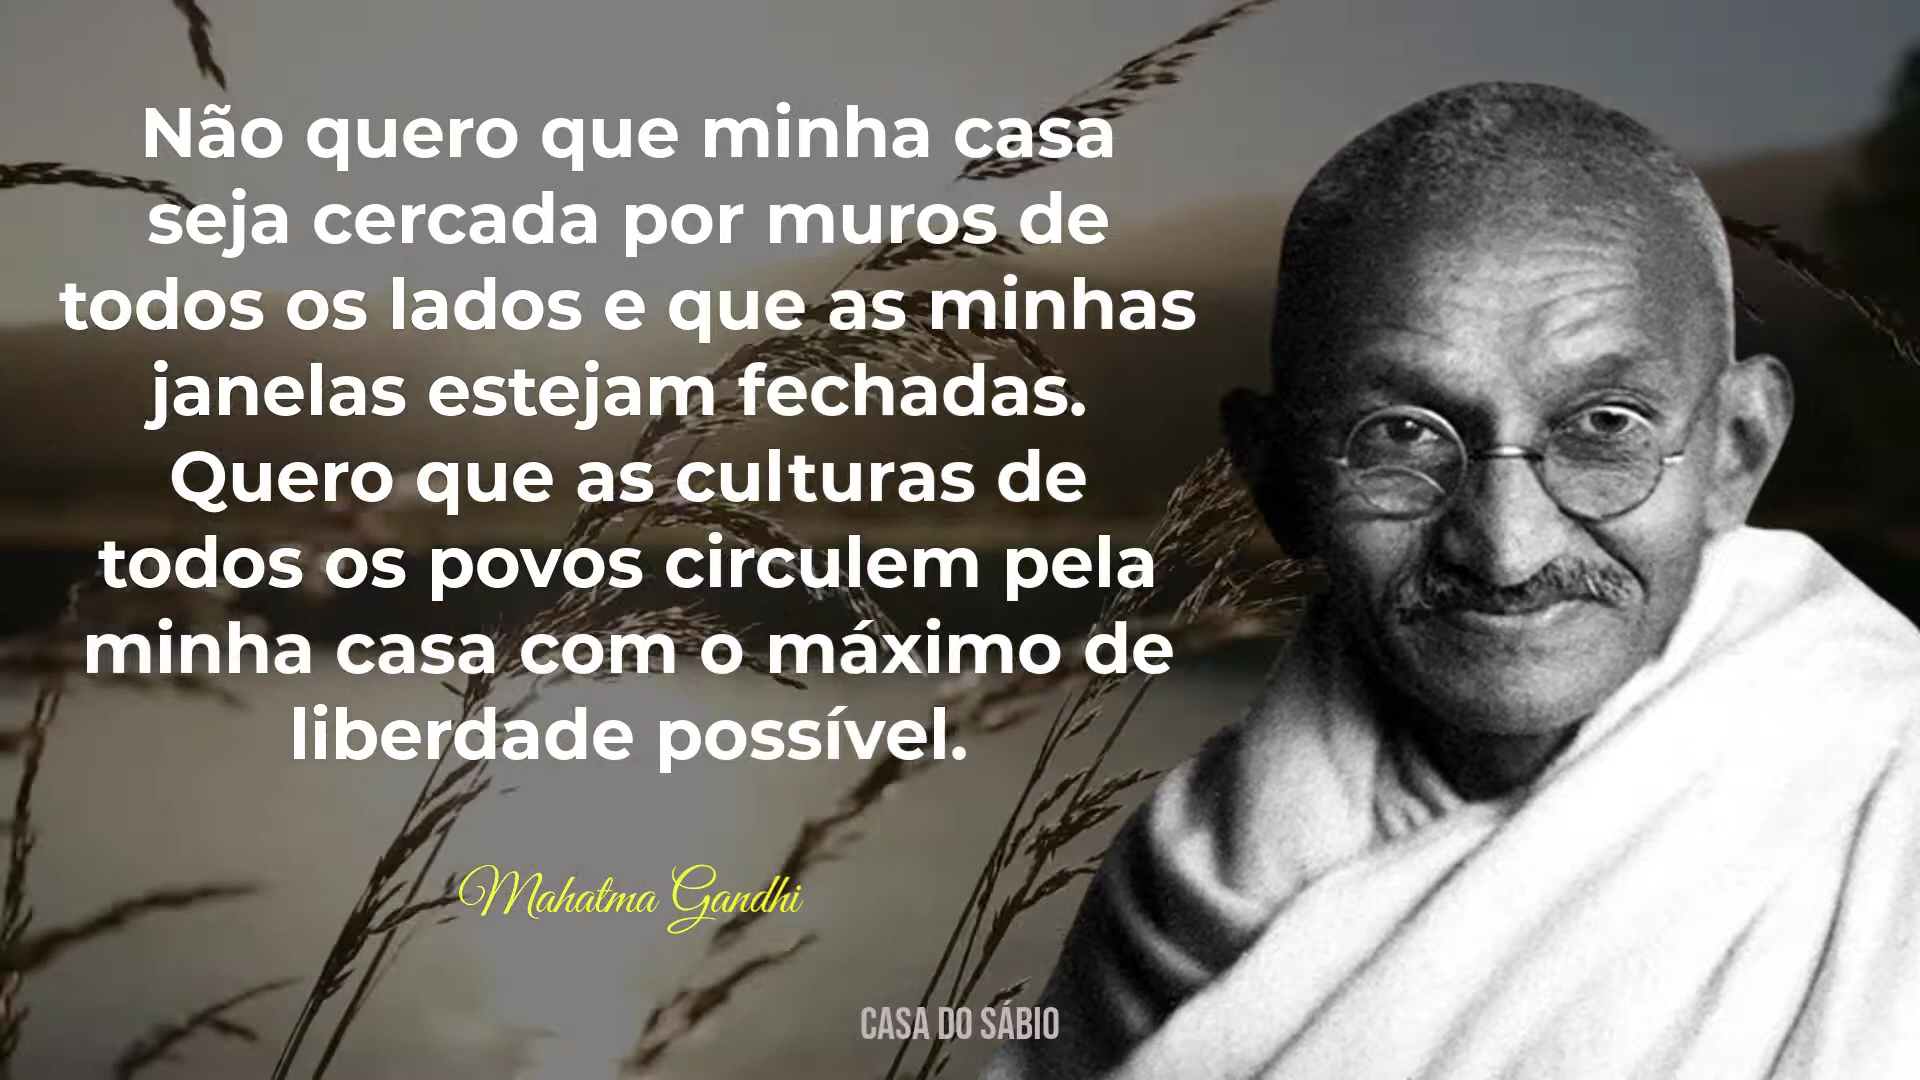 Não quero que minha casa
seja cercada por muros de
todos os lados e que as minhas
janelas estejam fechadas.
Quero que as culturas de
todos os povos circulem pela
minha casa com o máximo de
liberdade possível.
Mahatma Gandhi
CASA DO SÁBIO